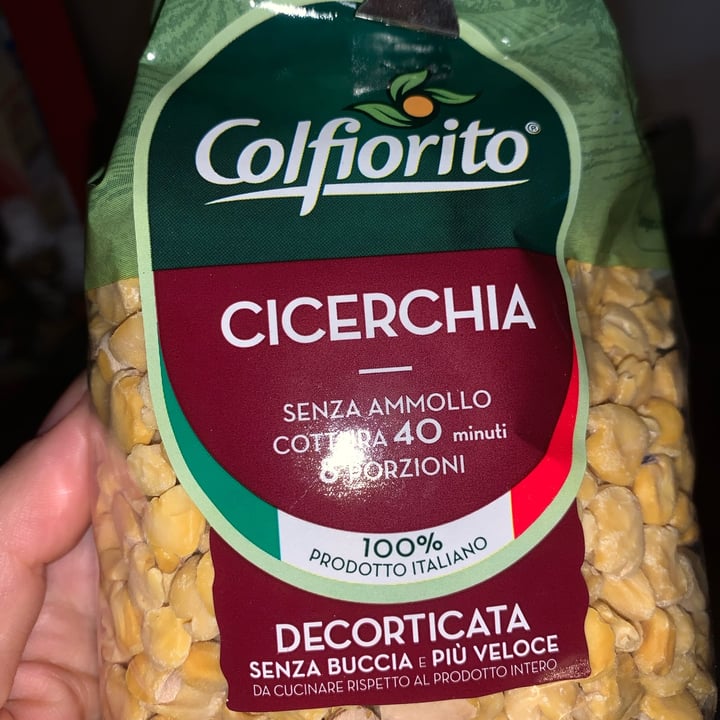 Colfiorito®
CICERCHIA
SENZA AMMOLLO
COTTURA 40 minuti
8 PORZIONI
100%
PRODOTTO ITALIANO
DECORTICATA
SENZA BUCCIA E PIÙ VELOCE
DA CUCINARE RISPETTO AL PRODOTTO INTERO